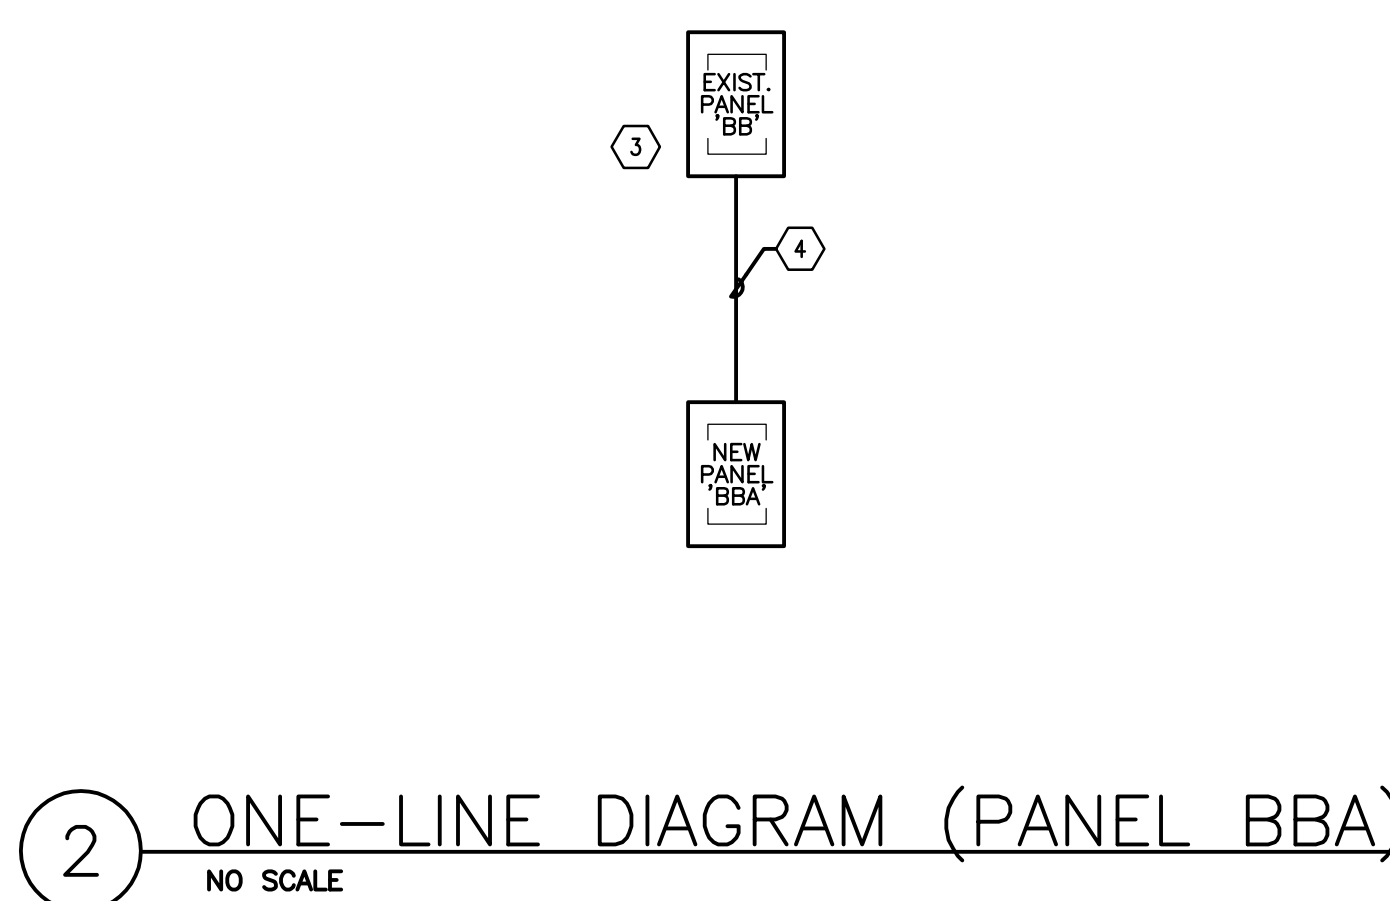 EXIST.
PANEL
'BB'
3
4
NEW
PANEL
'BBA'
2
ONE-LINE DIAGRAM (PANEL BBA)
NO SCALE